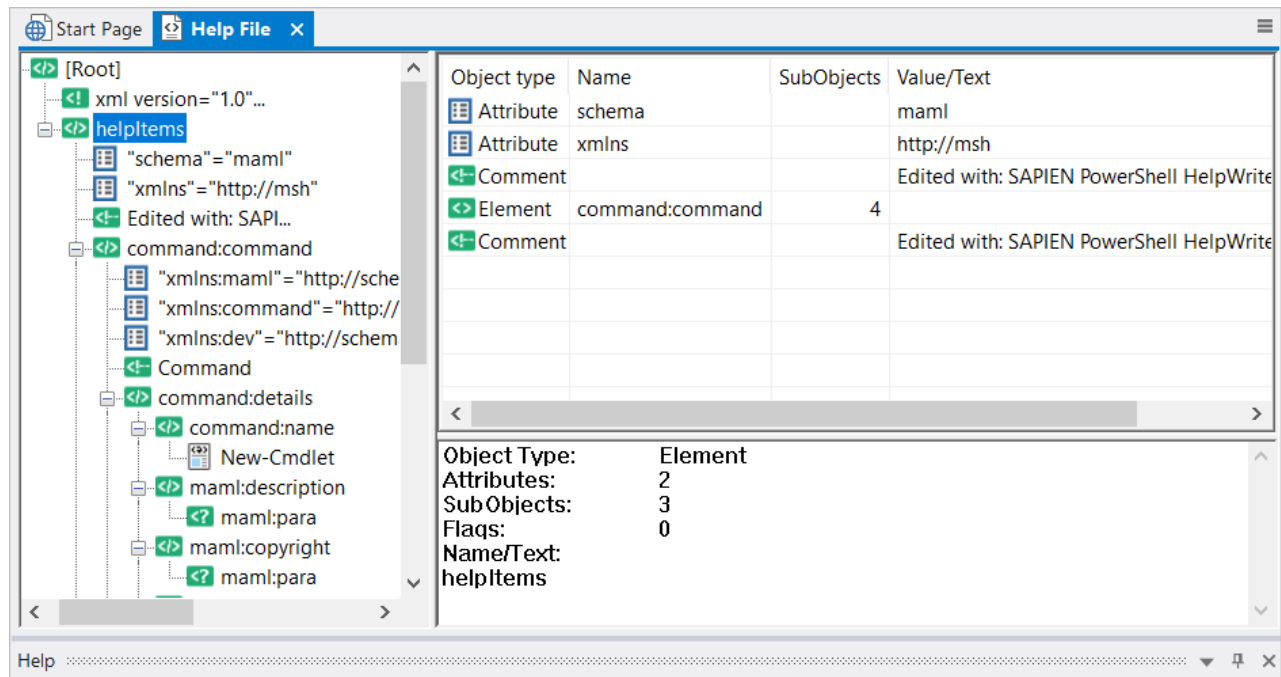 Start Page Help File
[Root]
xml version="1.0"...
helpItems
"schema"="maml"
"xmlns"="http://msh"
Edited with: SAPI...
command:command
"xmlns:maml"="http://sche
"xmlns:command"="http://
"xmlns:dev"="http://schem
Command
command:details
command:name
New-Cmdlet
maml:description
maml:para
maml:copyright
maml:para
Object type Name SubObjects Value/Text
Attribute schema maml
Attribute xmlns http://msh
Comment Edited with: SAPIEN PowerShell HelpWrite
Element command:command 4
Comment Edited with: SAPIEN PowerShell HelpWrite
Object Type: Element
Attributes: 2
SubObjects: 3
Flags: 0
Name/Text:
helpItems
Help